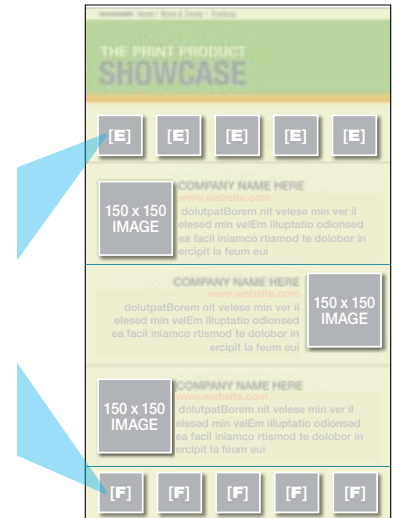 THE PRINT PRODUCT
SHOWCASE
[E] [E] [E] [E] [E]
150 x 150
IMAGE
COMPANY NAME HERE
www.website.com
dolutpatBorem nit velese min ver il
elesed min velEm illuptatio odionsed
ea facil iniamco rtismod te dolobor in
ercipit la feum eui
COMPANY NAME HERE
www.website.com
dolutpatBorem nit velese min ver il
elesed min velEm illuptatio odionsed
ea facil iniamco rtismod te dolobor in
ercipit la feum eui
150 x 150
IMAGE
150 x 150
IMAGE
COMPANY NAME HERE
www.website.com
dolutpatBorem nit velese min ver il
elesed min velEm illuptatio odionsed
ea facil iniamco rtismod te dolobor in
ercipit la feum eui
[F] [F] [F] [F] [F]